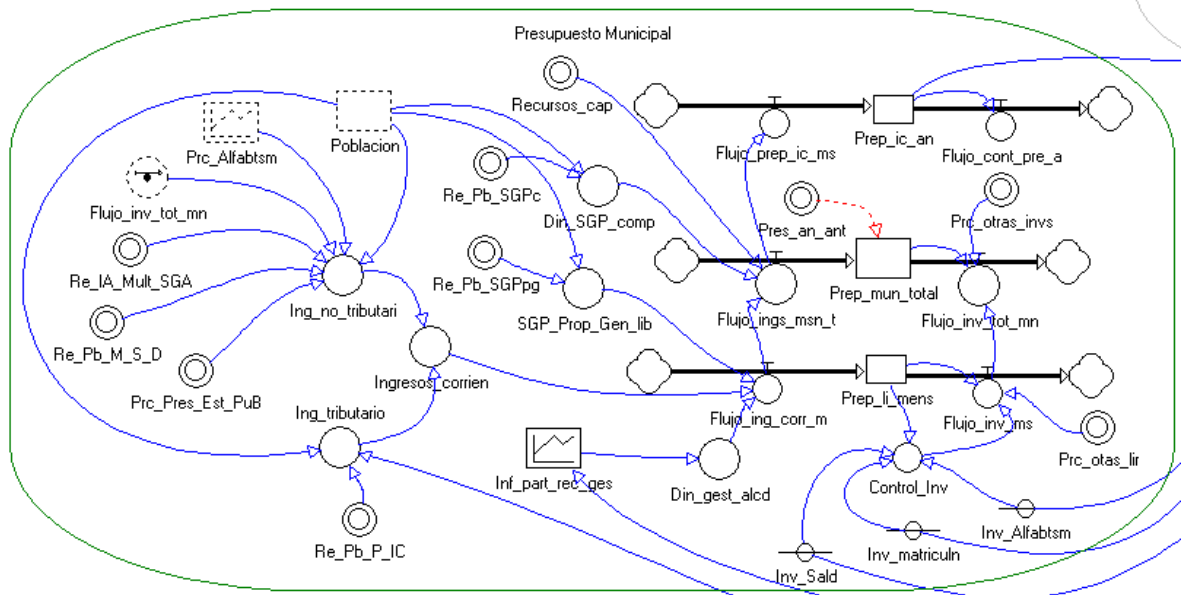 Presupuesto Municipal
Recursos_cap
Prc_Alfabtsm
Poblacion
Flujo_prep_ic_ms
Prep_ic_an
Flujo_cont_pre_a
Flujo_inv_tot_mn
Re_Pb_SGPc
Din_SGP_comp
Pres_an_ant
Prc_otras_invs
Re_IA_Mult_SGA
Ing_no_tributari
Re_Pb_SGPpg
SGP_Prop_Gen_lib
Flujo_ings_msn_t
Prep_mun_total
Flujo_inv_tot_mn
Re_Pb_M_S_D
Ingresos_corrien
Prc_Pres_Est_PuB
Ing_tributario
Flujo_ing_corr_m
Prep_li_mens
Flujo_inv_ms
Prc_otas_lir
Inf_part_rec_ges
Din_gest_alcd
Control_Inv
Re_Pb_P_IC
Inv_Alfabtsm
Inv_matriculn
Inv_Sald